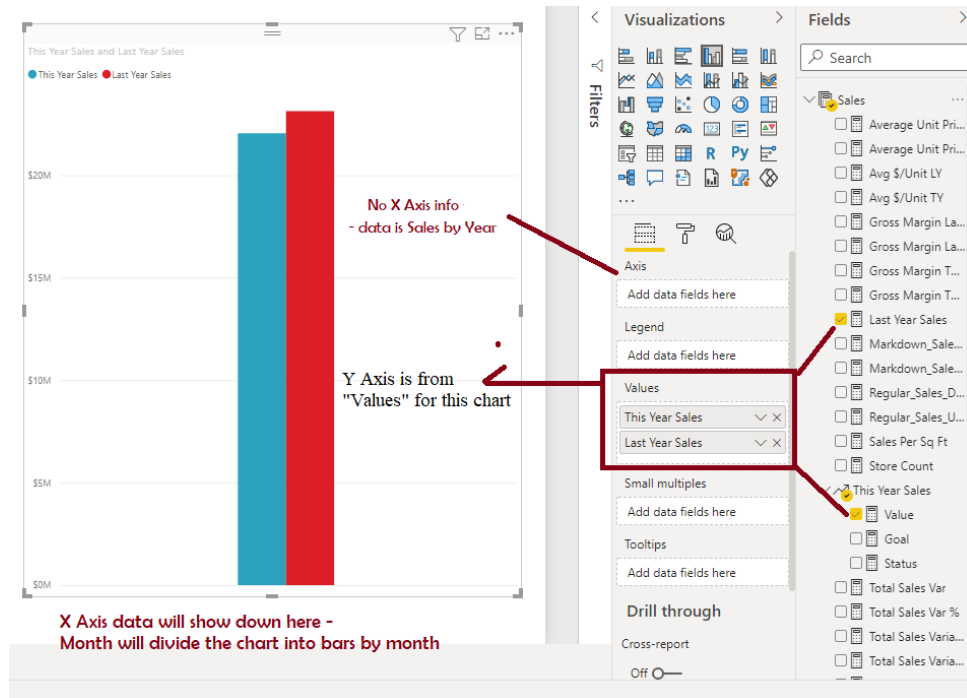 Visualizations
Fields
This Year Sales and Last Year Sales
This Year Sales Last Year Sales
Search
Filters
Sales
Average Unit Pri...
Average Unit Pri...
Avg $/Unit LY
Avg $/Unit TY
Gross Margin La...
Gross Margin La...
Gross Margin T...
Gross Margin T...
Last Year Sales
Markdown_Sale...
Markdown_Sale...
Regular_Sales_D...
Regular_Sales_U...
Sales Per Sq Ft
Store Count
This Year Sales
Value
Goal
Status
Total Sales Var
Total Sales Var %
Total Sales Varia...
Total Sales Varia...
123
R Py
...
Axis
Add data fields here
Legend
Add data fields here
Values
This Year Sales
Last Year Sales
Small multiples
Add data fields here
Tooltips
Add data fields here
Drill through
Cross-report
Off
$20M
$15M
$10M
$5M
$0M
No X Axis info
- data is Sales by Year
Y Axis is from
"Values" for this chart
X Axis data will show down here -
Month will divide the chart into bars by month